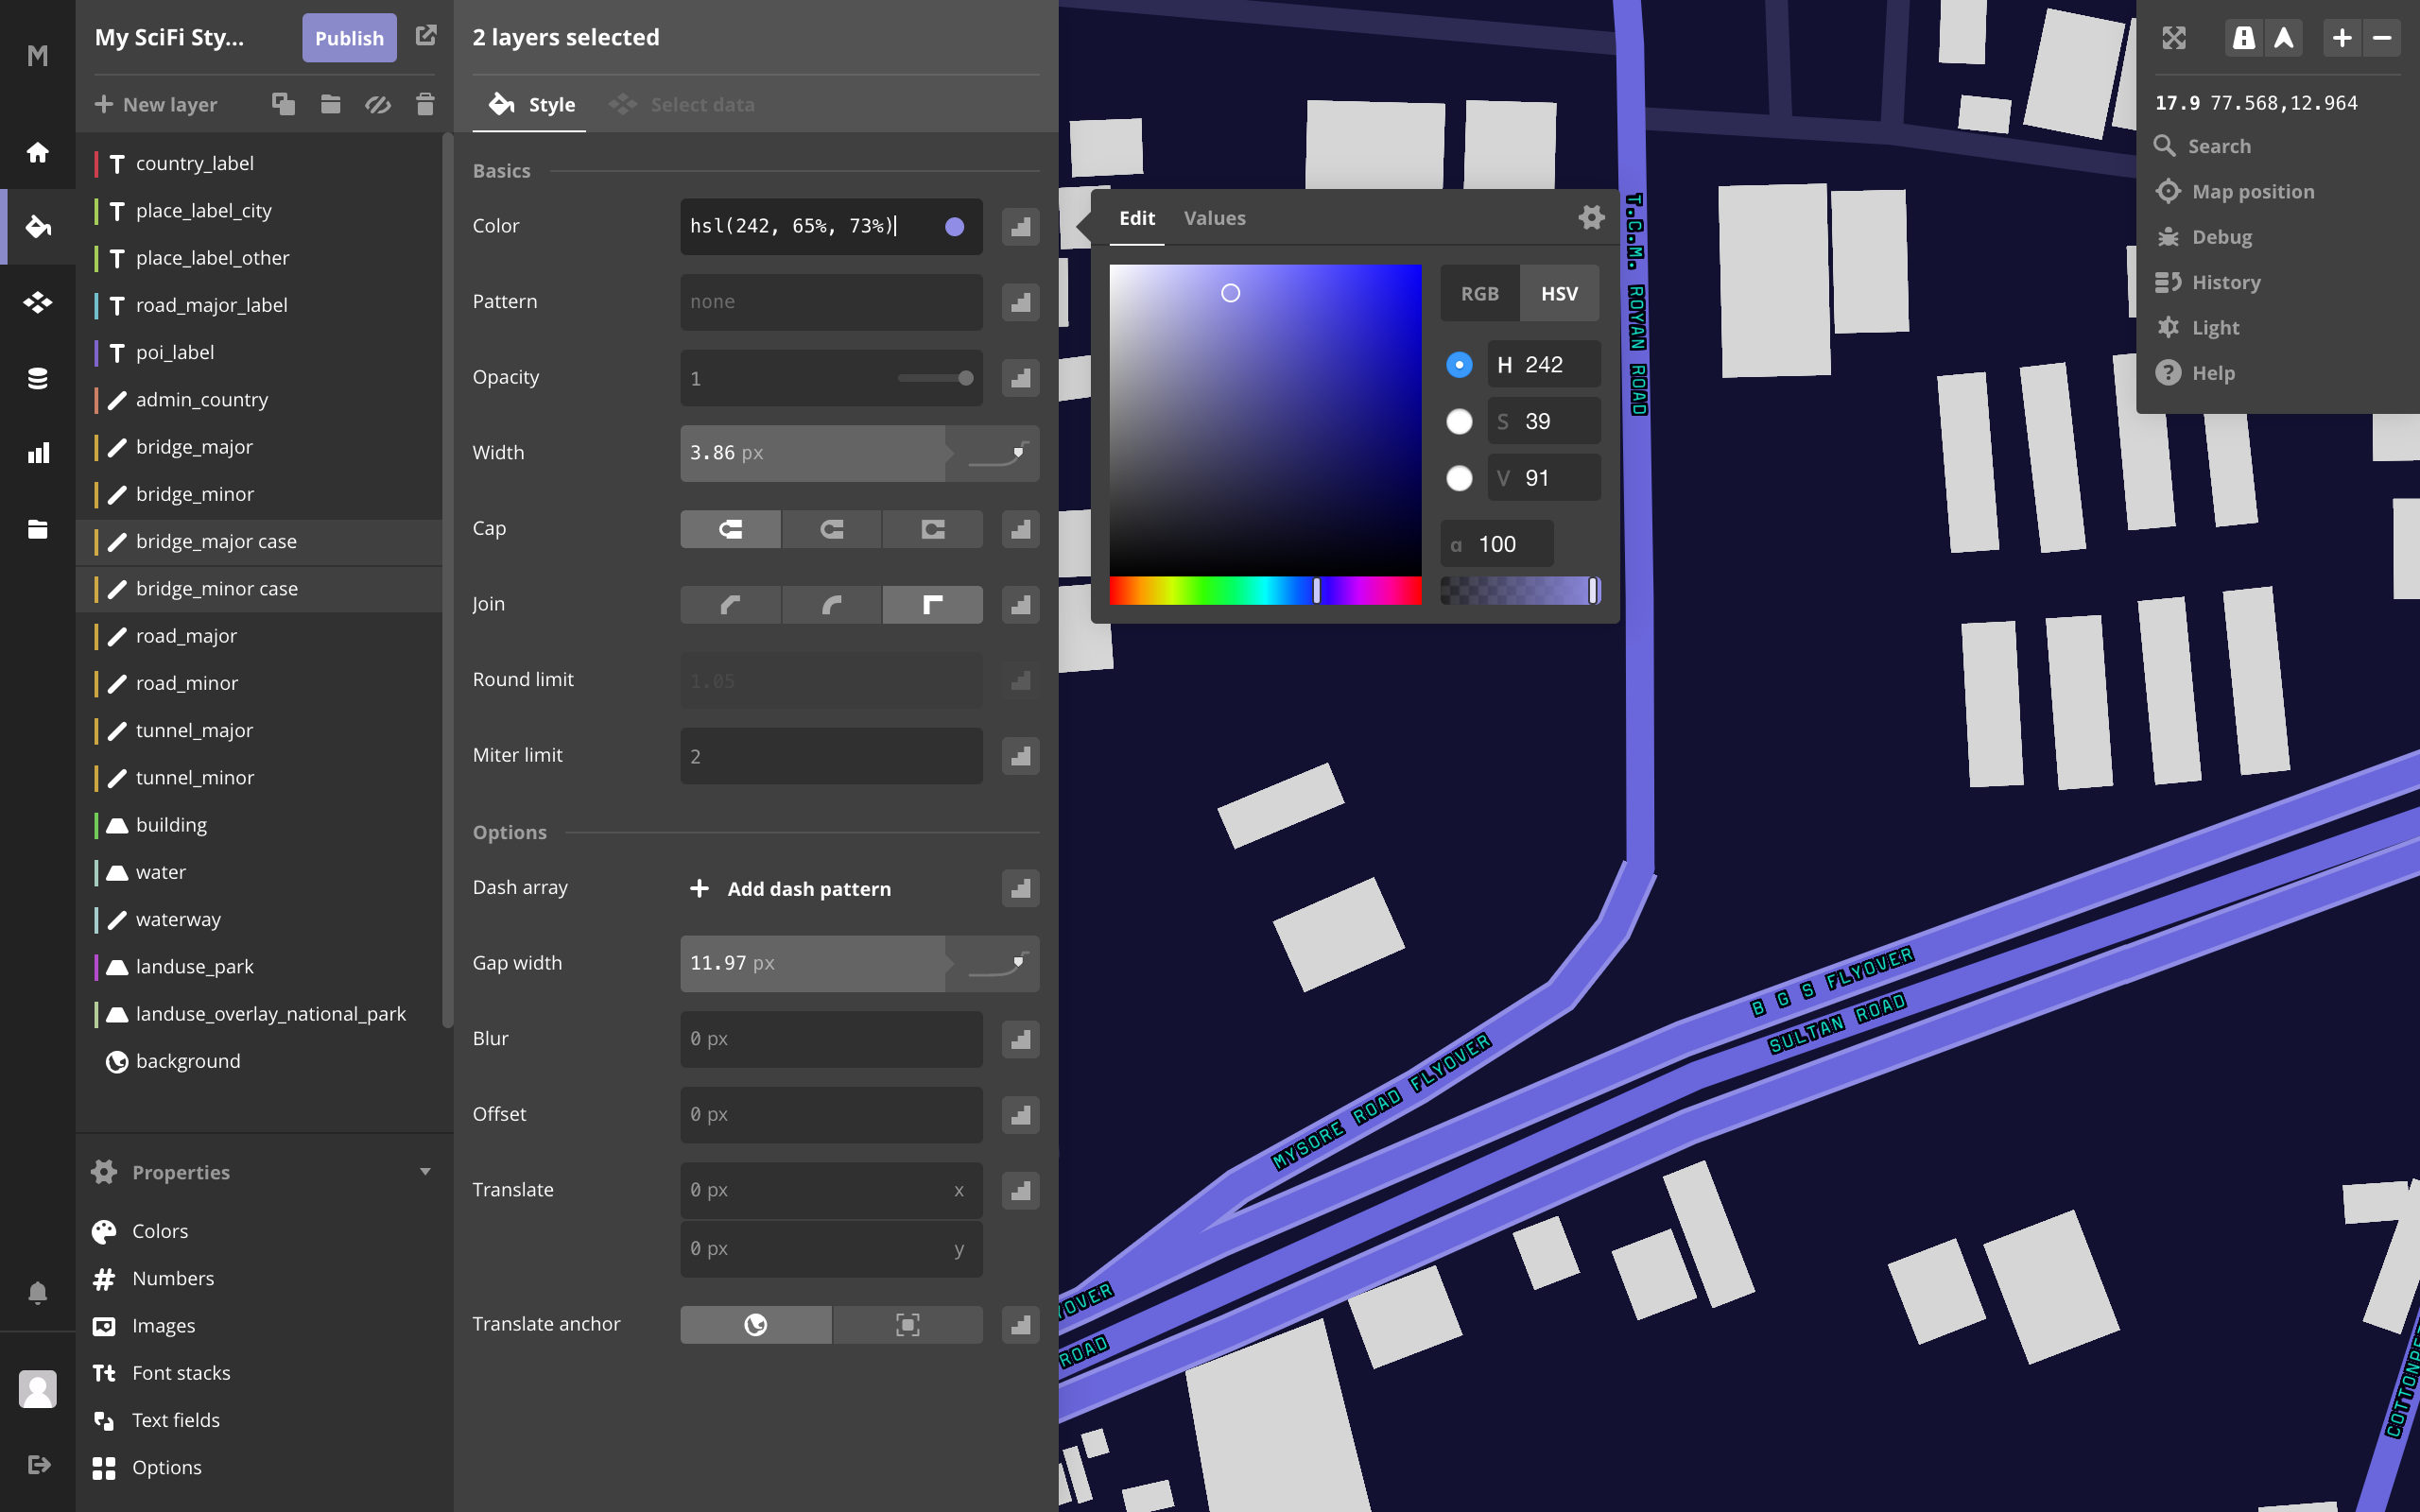 M
My SciFi Sty...
Publish
New layer
country_label
place_label_city
place_label_other
road_major_label
poi_label
admin_country
bridge_major
bridge_minor
bridge_major case
bridge_minor case
road_major
road_minor
tunnel_major
tunnel_minor
building
water
waterway
landuse_park
landuse_overlay_national_park
background
Properties
Colors
Numbers
Images
Font stacks
Text fields
Options
2 layers selected
Style
Select data
Basics
Color
hsl(242, 65%, 73%)
Pattern
none
Opacity
1
Width
3.86 px
Cap
Join
Round limit
1.05
Miter limit
2
Options
Dash array
Add dash pattern
Gap width
11.97 px
Blur
0 px
Offset
0 px
Translate
0 px x
0 px y
Translate anchor
Edit
Values
RGB HSV
H 242
S 39
V 91
α 100
17.9 77.568,12.964
Search
Map position
Debug
History
Light
Help
T.C.M. ROYAN ROAD
B G S FLYOVER
SULTAN ROAD
MYSORE ROAD FLYOVER
YOVER
ROAD